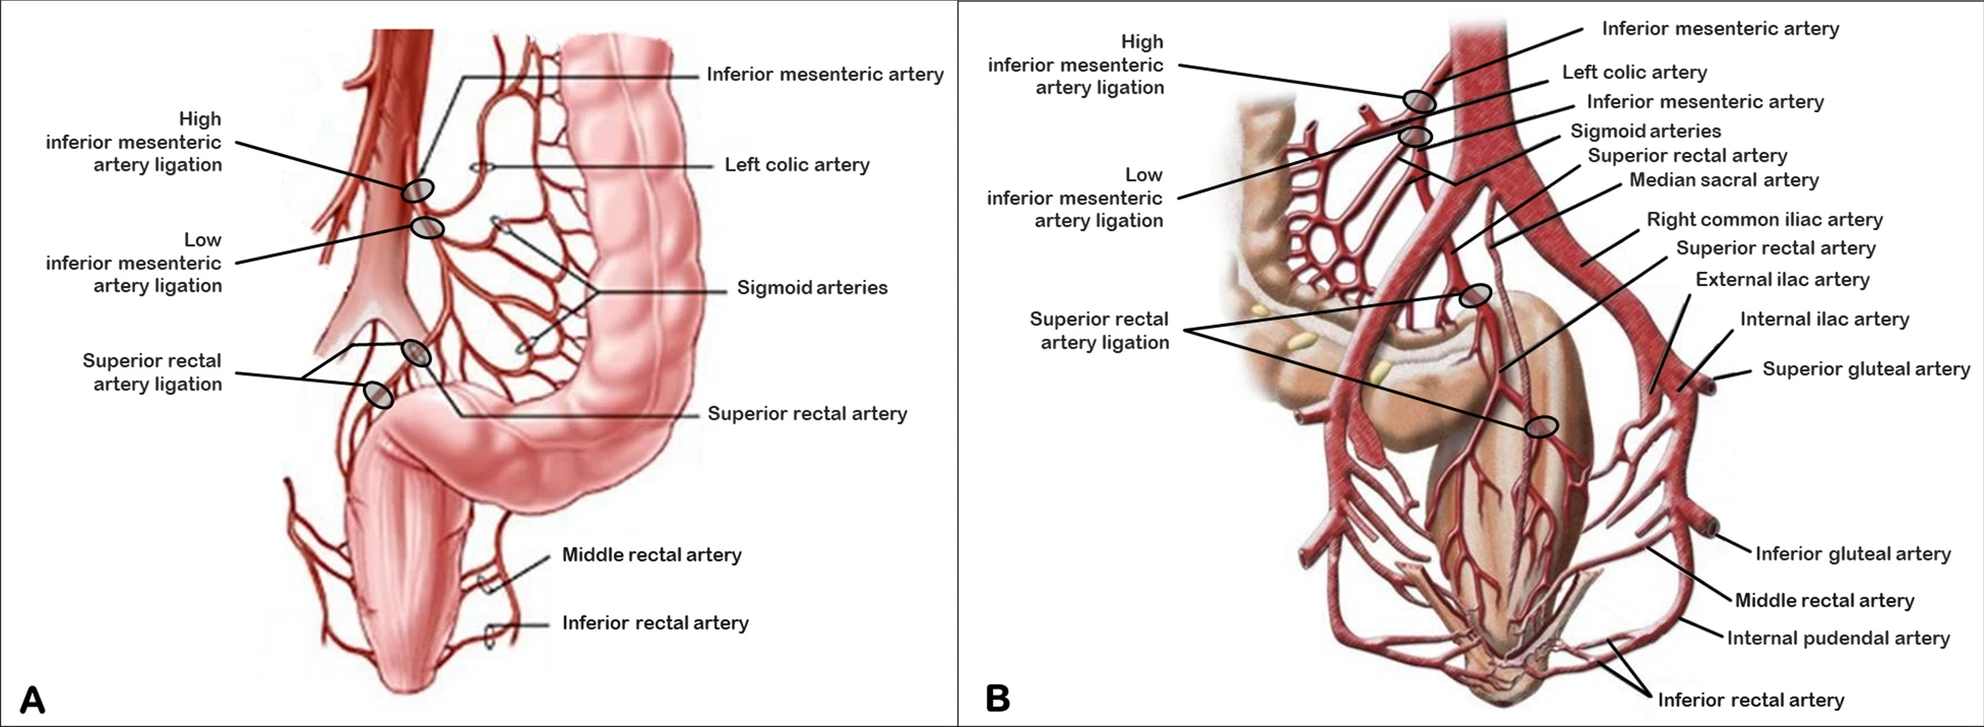 High
inferior mesenteric
artery ligation
Low
inferior mesenteric
artery ligation
Superior rectal
artery ligation
Inferior mesenteric artery
Left colic artery
Sigmoid arteries
Superior rectal artery
Middle rectal artery
Inferior rectal artery
A
High
inferior mesenteric
artery ligation
Low
inferior mesenteric
artery ligation
Superior rectal
artery ligation
Inferior mesenteric artery
Left colic artery
Inferior mesenteric artery
Sigmoid arteries
Superior rectal artery
Median sacral artery
Right common iliac artery
Superior rectal artery
External ilac artery
Internal ilac artery
Superior gluteal artery
Inferior gluteal artery
Middle rectal artery
Internal pudendal artery
Inferior rectal artery
B